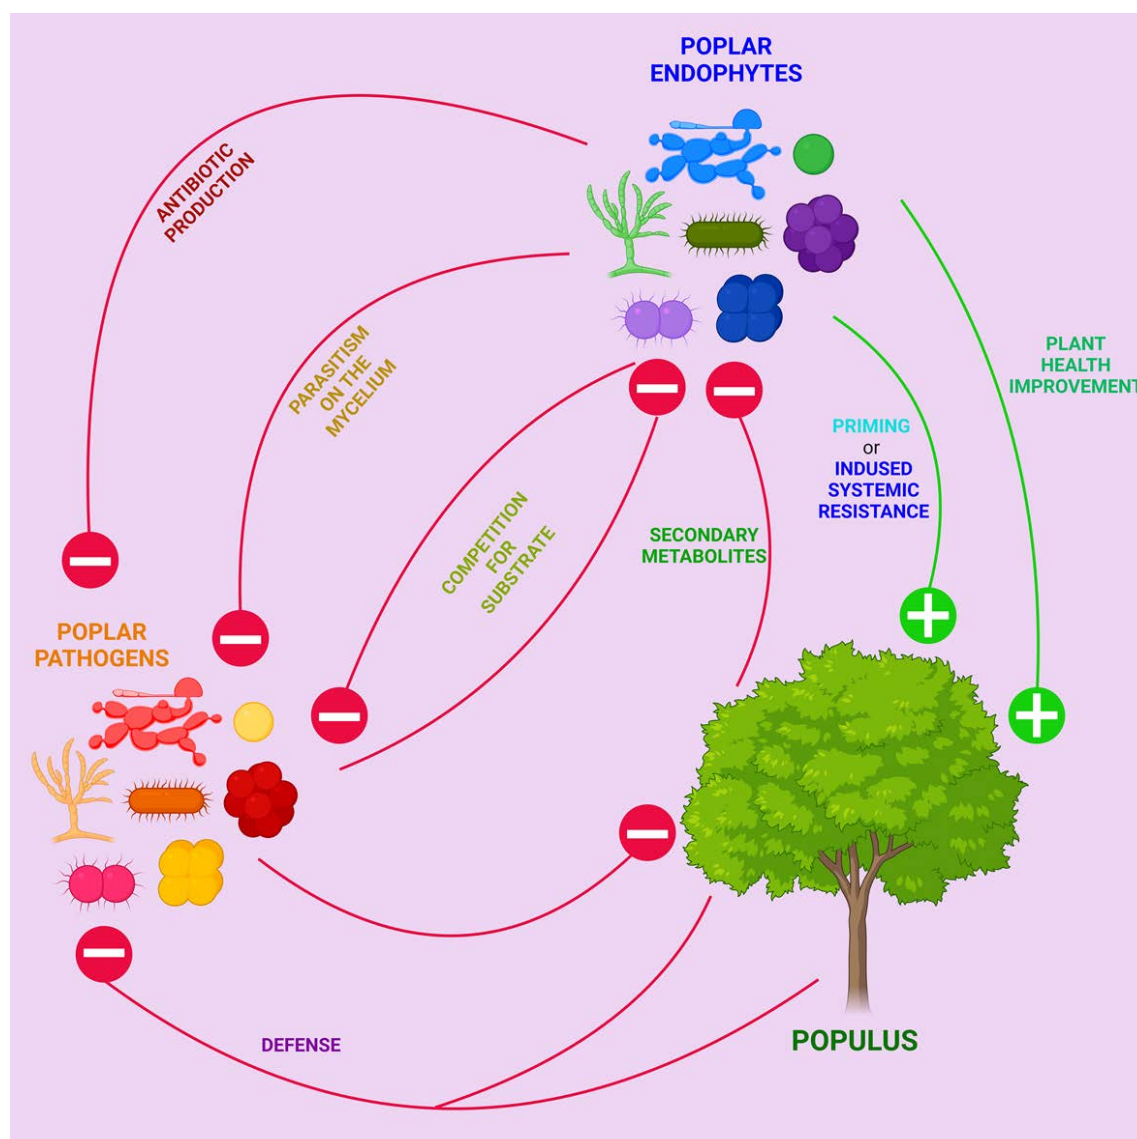 POPLAR
ENDOPHYTES
ANTIBIOTIC
PRODUCTION
PARASITISM
ON THE
MYCELIUM
COMPETITION
FOR
SUBSTRATE
SECONDARY
METABOLITES
PRIMING
or
INDUSED
SYSTEMIC
RESISTANCE
PLANT
HEALTH
IMPROVEMENT
POPLAR
PATHOGENS
DEFENSE
POPULUS